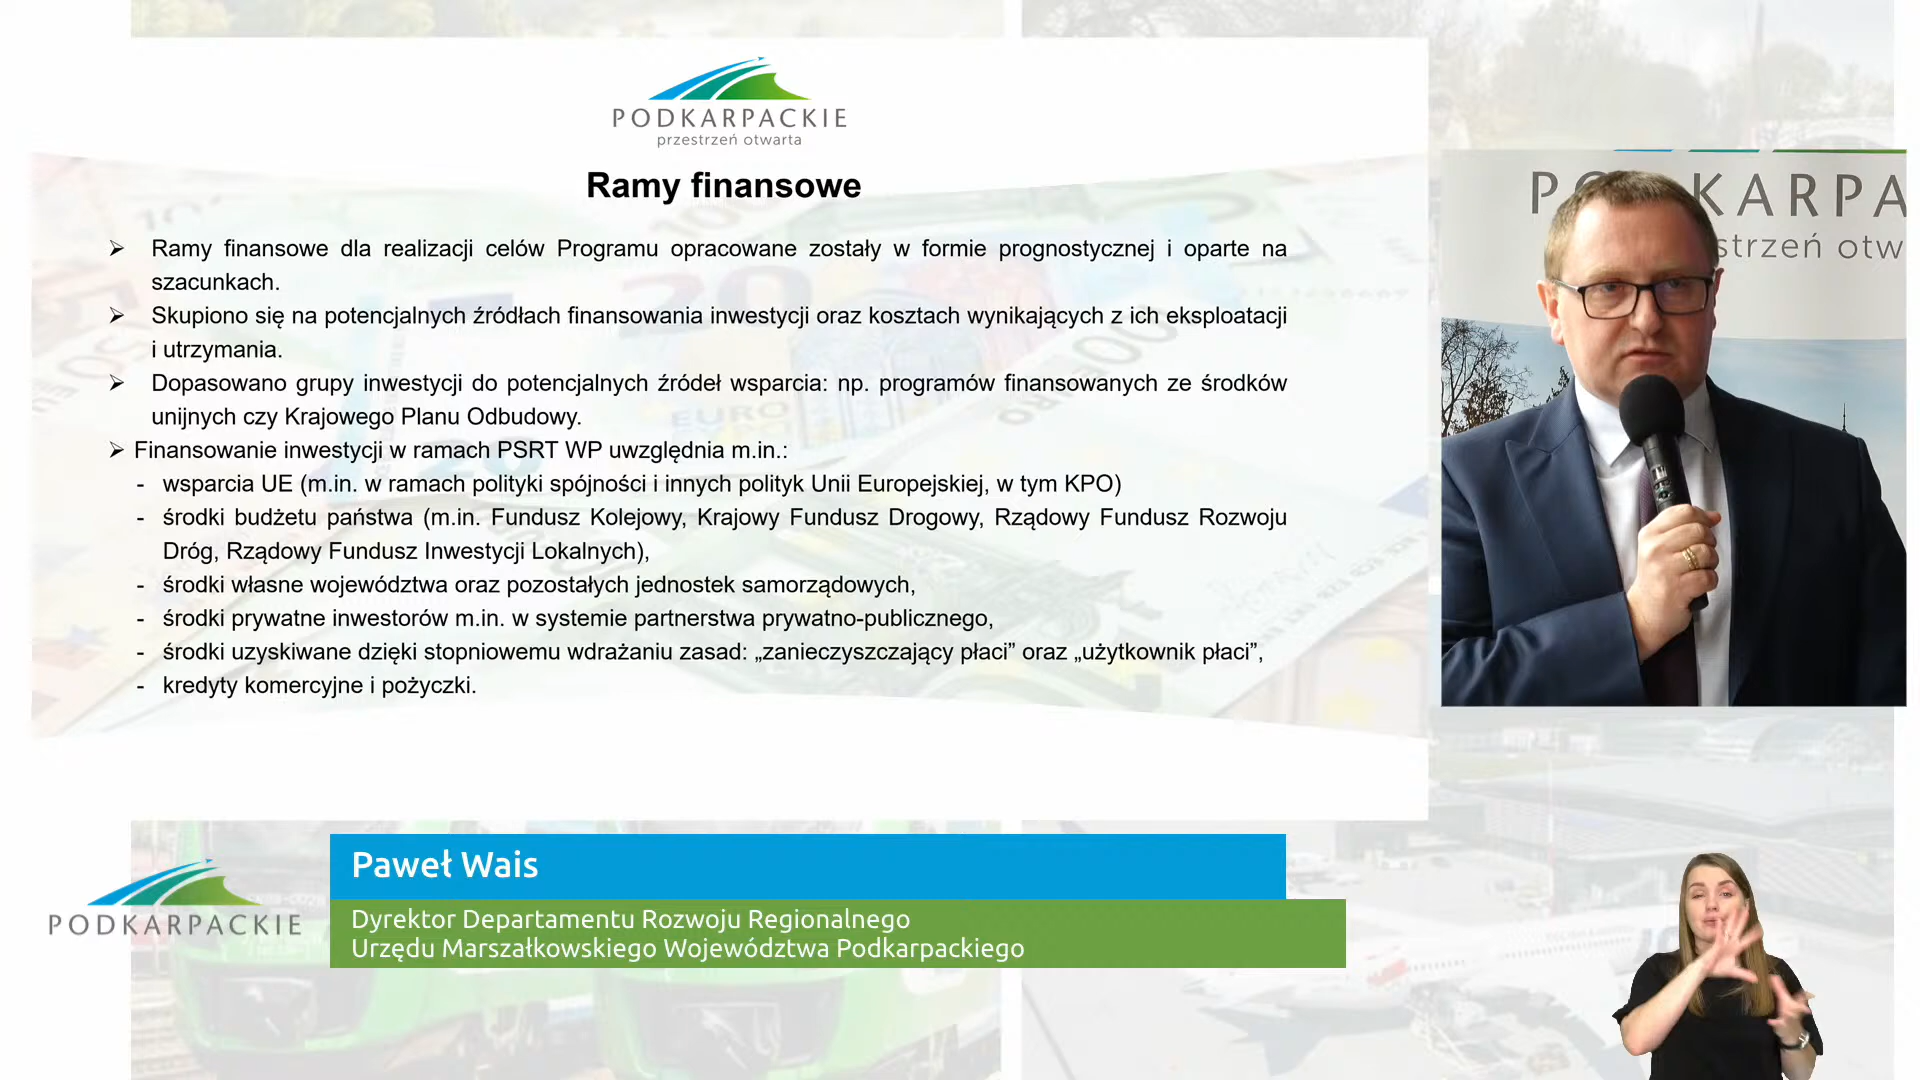 PODKARPACKIE
przestrzeń otwarta
Ramy finansowe
➢ Ramy finansowe dla realizacji celów Programu opracowane zostały w formie prognostycznej i oparte na
szacunkach.
➢ Skupiono się na potencjalnych źródłach finansowania inwestycji oraz kosztach wynikających z ich eksploatacji
i utrzymania.
➢ Dopasowano grupy inwestycji do potencjalnych źródeł wsparcia: np. programów finansowanych ze środków
unijnych czy Krajowego Planu Odbudowy.
➢ Finansowanie inwestycji w ramach PSRT WP uwzględnia m.in.:
- wsparcia UE (m.in. w ramach polityki spójności i innych polityk Unii Europejskiej, w tym KPO)
- środki budżetu państwa (m.in. Fundusz Kolejowy, Krajowy Fundusz Drogowy, Rządowy Fundusz Rozwoju
Dróg, Rządowy Fundusz Inwestycji Lokalnych),
- środki własne województwa oraz pozostałych jednostek samorządowych,
- środki prywatne inwestorów m.in. w systemie partnerstwa prywatno-publicznego,
- środki uzyskiwane dzięki stopniowemu wdrażaniu zasad: „zanieczyszczający płaci” oraz „użytkownik płaci”,
- kredyty komercyjne i pożyczki.
P KARPA
strzeń otw
PODKARPACKIE
Paweł Wais
Dyrektor Departamentu Rozwoju Regionalnego
Urzędu Marszałkowskiego Województwa Podkarpackiego